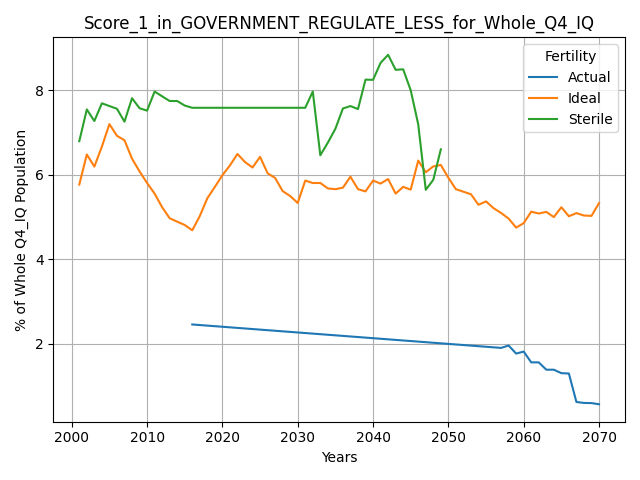 Score_1_in_GOVERNMENT_REGULATE_LESS_for_Whole_Q4_IQ
Fertility
Actual
Ideal
Sterile
% of Whole Q4_IQ Population
8
6
4
2
2000 2010 2020 2030 2040 2050 2060 2070
Years